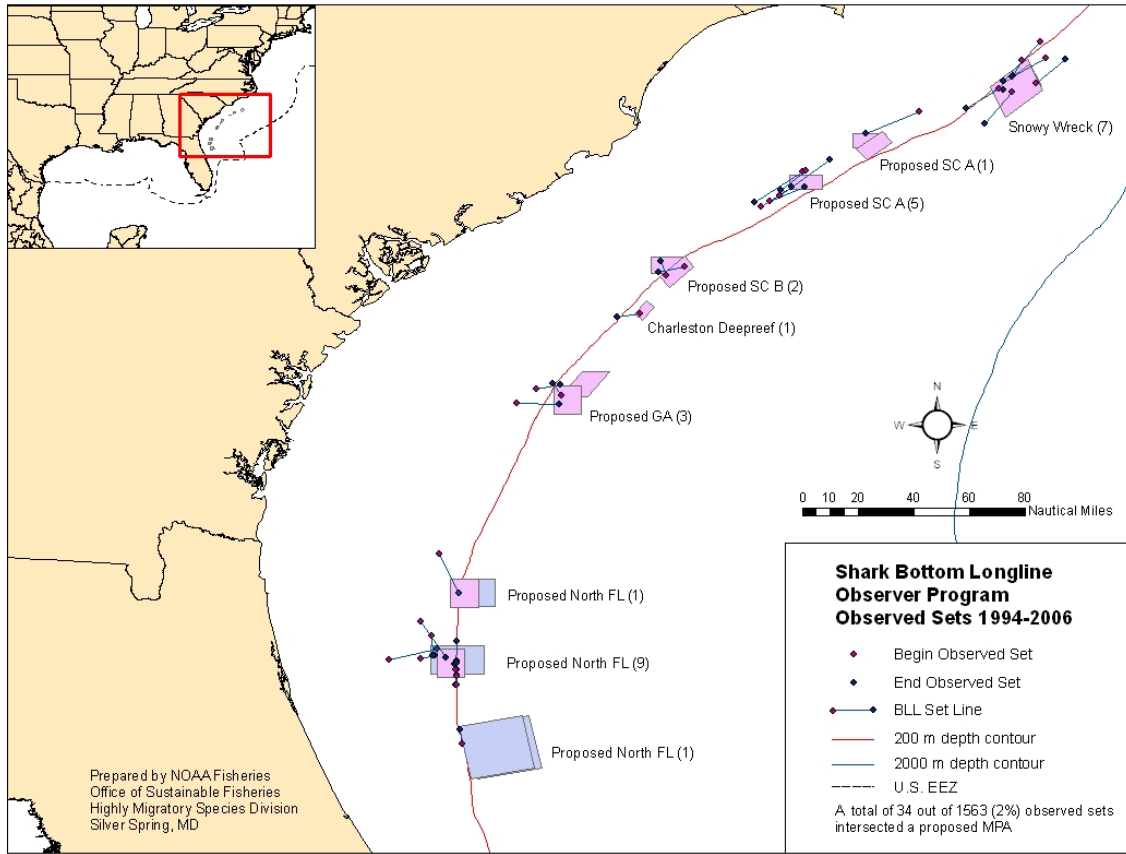 Snowy Wreck (7)
Proposed SC A (1)
Proposed SC A (5)
Proposed SC B (2)
Charleston Deepreef (1)
Proposed GA (3)
N
W
E
S
0 10 20 40 60 80
Nautical Miles
Proposed North FL (1)
Proposed North FL (9)
Proposed North FL (1)
Prepared by NOAA Fisheries
Office of Sustainable Fisheries
Highly Migratory Species Division
Silver Spring, MD
Shark Bottom Longline
Observer Program
Observed Sets 1994-2006
Begin Observed Set
End Observed Set
BLL Set Line
200 m depth contour
2000 m depth contour
U.S. EEZ
A total of 34 out of 1563 (2%) observed sets
intersected a proposed MPA